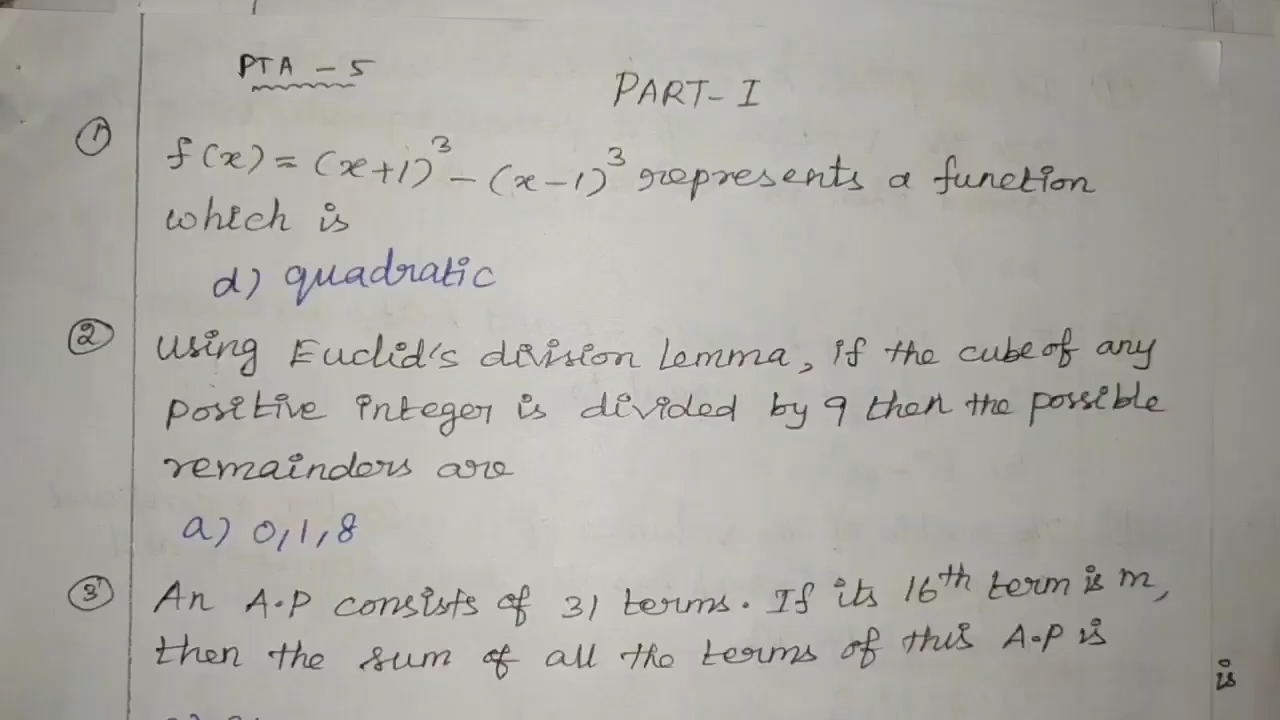 PTA - 5
PART- I
① f(x) = (x+1)³ - (x-1)³ represents a function
which is
d) quadratic
② using Euclid's division Lemma, if the cube of any
positive integer is divided by 9 then the possible
remainders are
a) 0,1,8
③ An A.P consists of 31 terms. If its 16th term is m,
then the sum of all the terms of this A.P is
is